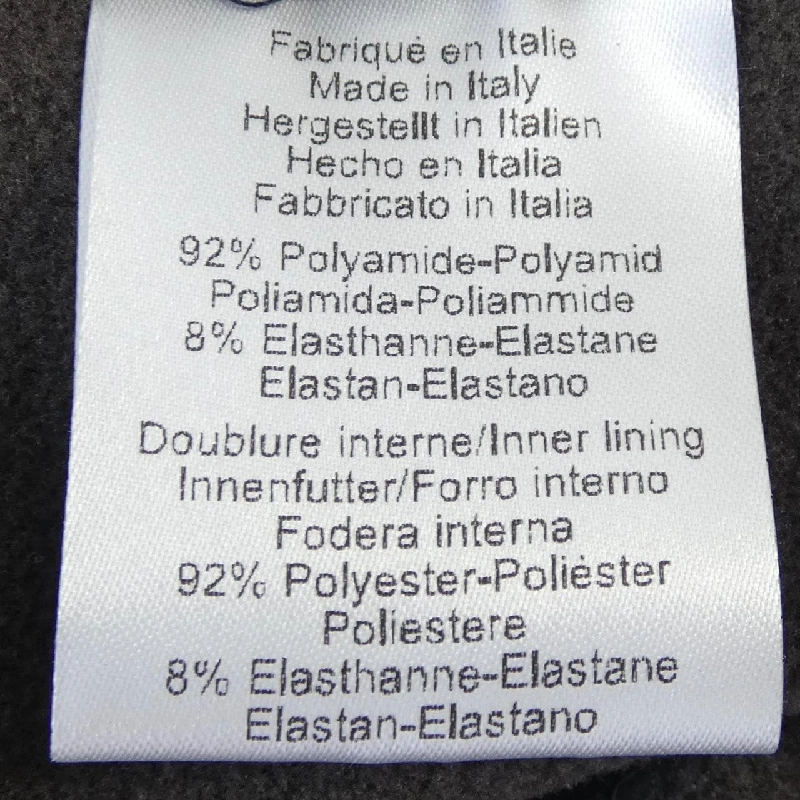 Fabriqué en Italie
Made in Italy
Hergestellt in Italien
Hecho en Italia
Fabbricato in Italia
92% Polyamide-Polyamid
Poliamida-Poliammide
8% Elasthanne-Elastane
Elastan-Elastano
Doublure interne/Inner lining
Innenfutter/Forro interno
Fodera interna
92% Polyester-Poliéster
Poliestere
8% Elasthanne-Elastane
Elastan-Elastano